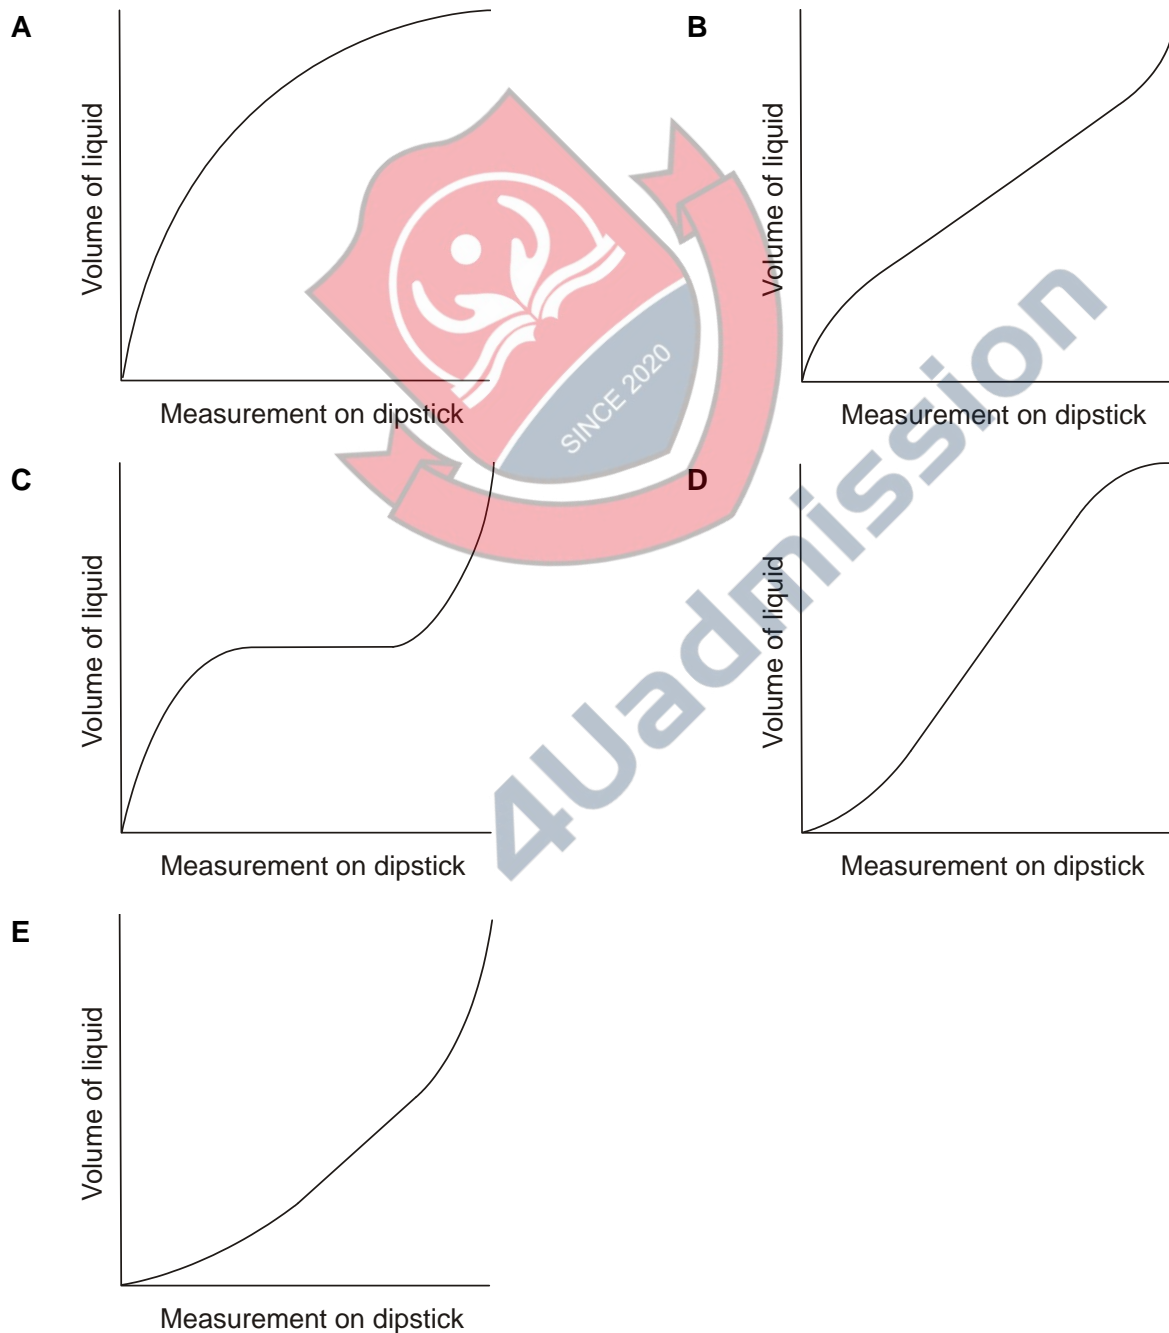 A
Volume of liquid
Measurement on dipstick
B
Volume of liquid
Measurement on dipstick
C
Volume of liquid
Measurement on dipstick
D
Volume of liquid
Measurement on dipstick
E
Volume of liquid
Measurement on dipstick
SINCE 2020
4Uadmission